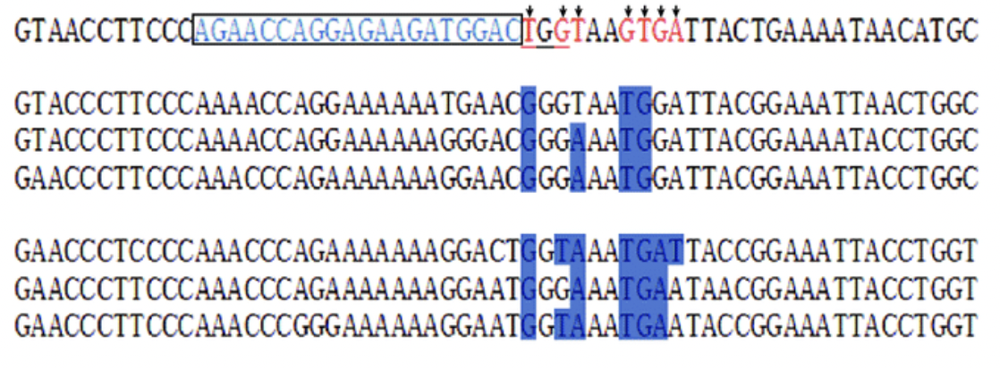 GTAACCTTCCCAGAACCAGGAGAAGATGGACTGGTAAGTGATTACTGAAAATAACATGC
GTACCCTTCCCAAAACCAGGAAAAAATGAACGGGTAATGGATTACGGAAATTAACTGGC
GTACCCTTCCCAAAACCAGGAAAAAAGGGACGGGAAATGGATTACGGAAAATACCTGGC
GAACCCTTCCCAAACCCAGAAAAAAAGGAACGGGAAATGGATTACGGAAATTACCTGGC
GAACCCTCCCCAAACCCAGAAAAAAAGGACTGGTAAATGATTACCGGAAATTACCTGGT
GAACCCTTCCCAAACCCAGAAAAAAAGGAATGGGAAATGAATAACGGAAATTACCTGGT
GAACCCTTCCCAAACCCGGGAAAAAAGGAATGGTAAATGAATACCGGAAATTACCTGGT